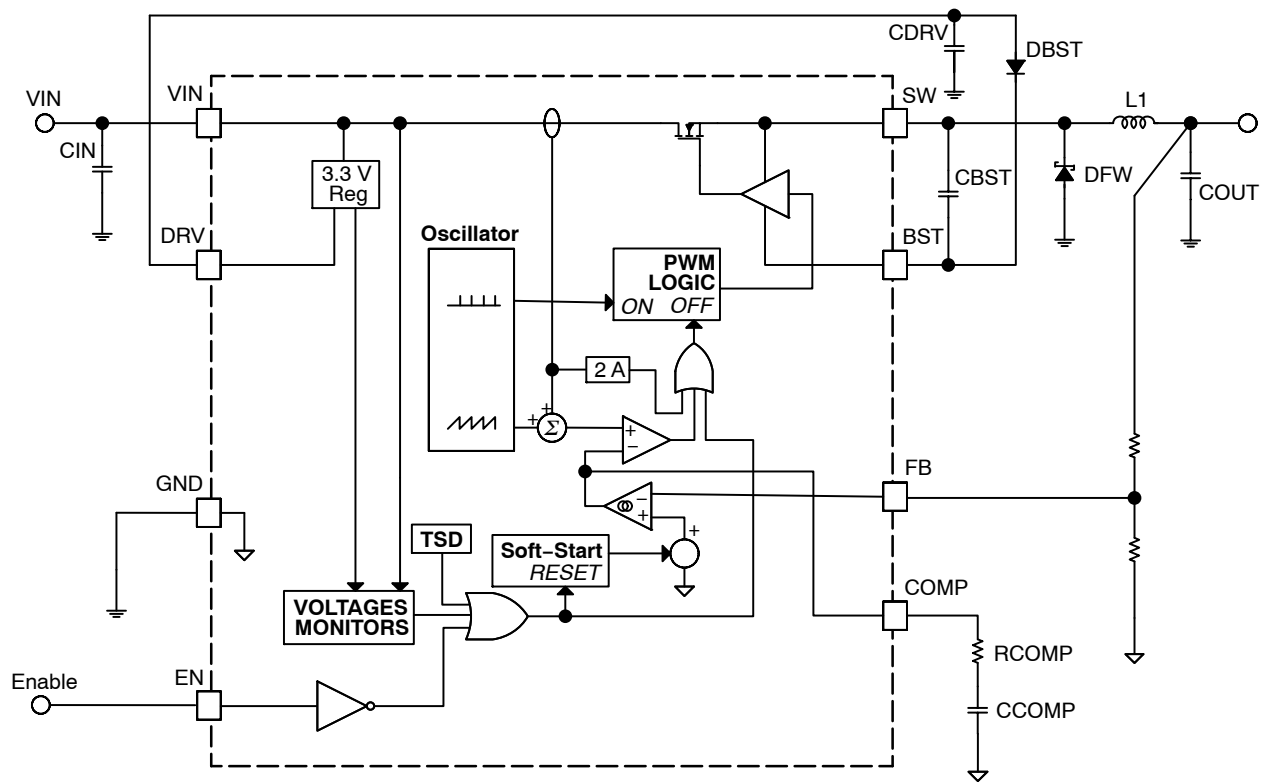 CDRV
DBST
VIN
VIN
SW
L1
CIN
3.3 V
Reg
CBST
DFW
COUT
DRV
Oscillator
BST
PWM
LOGIC
ON OFF
2 A
+
+
Σ
+
−
FB
GND
−
+
+
TSD
Soft−Start
RESET
COMP
VOLTAGES
MONITORS
RCOMP
Enable
EN
CCOMP